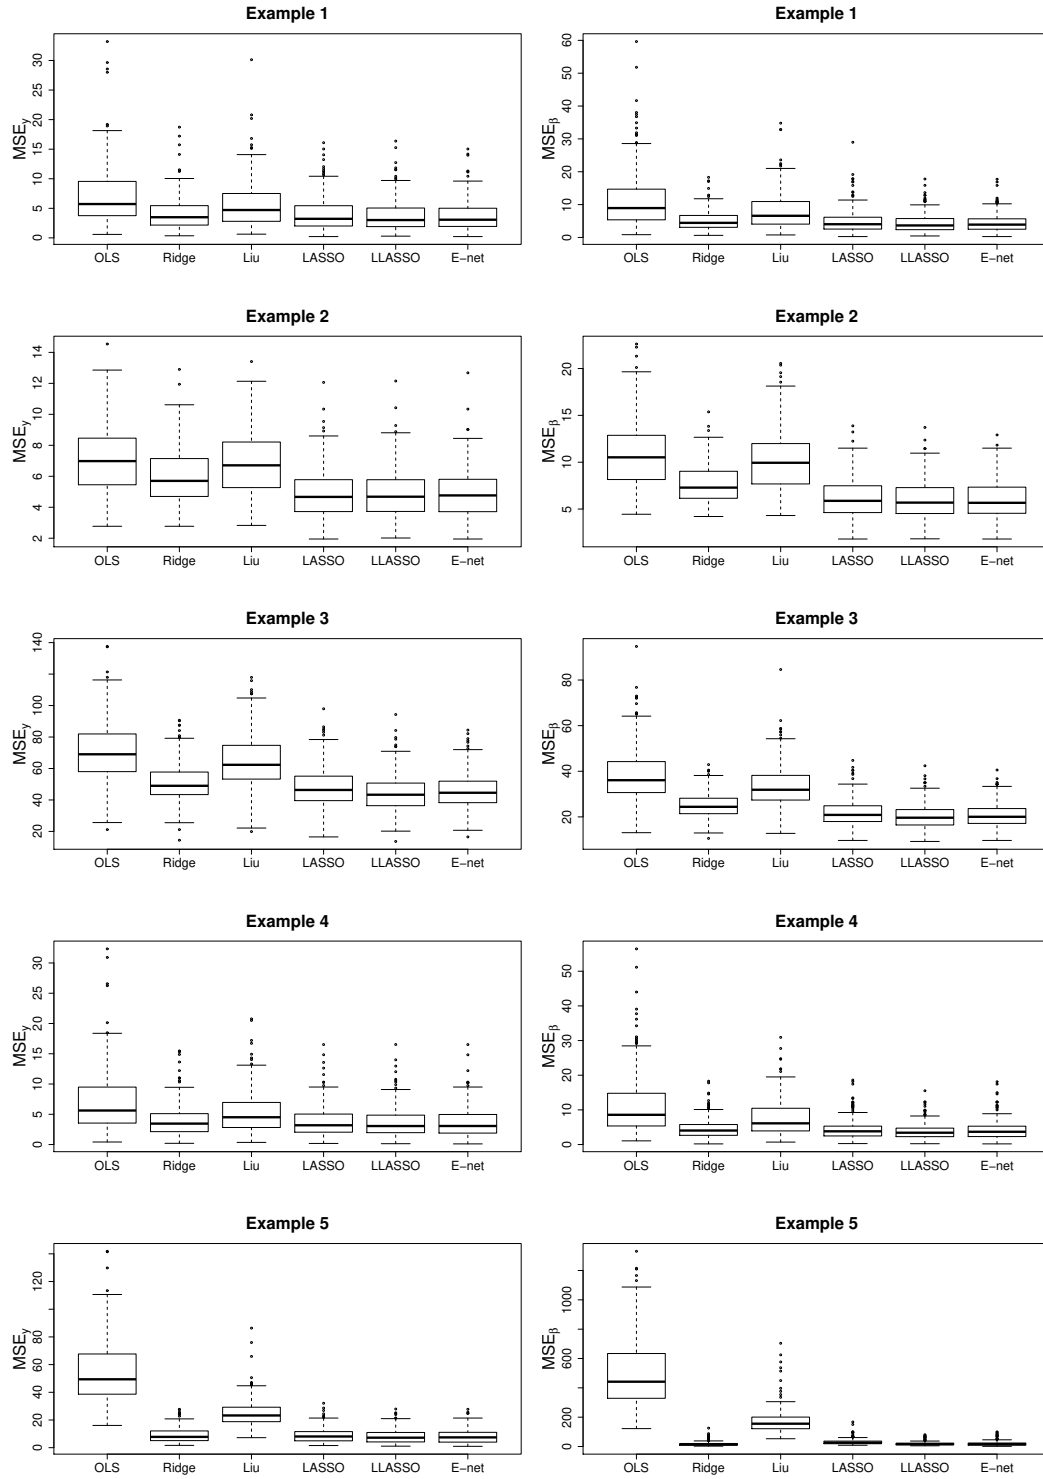 Example 1
MSEy
0 5 10 15 20 25 30
OLS Ridge Liu LASSO LLASSO E−net
Example 1
MSEβ
0 10 20 30 40 50 60
OLS Ridge Liu LASSO LLASSO E−net
Example 2
MSEy
2 4 6 8 10 12 14
OLS Ridge Liu LASSO LLASSO E−net
Example 2
MSEβ
5 10 15 20
OLS Ridge Liu LASSO LLASSO E−net
Example 3
MSEy
20 40 60 80 100 140
OLS Ridge Liu LASSO LLASSO E−net
Example 3
MSEβ
20 40 60 80
OLS Ridge Liu LASSO LLASSO E−net
Example 4
MSEy
0 5 10 15 20 25 30
OLS Ridge Liu LASSO LLASSO E−net
Example 4
MSEβ
0 10 20 30 40 50
OLS Ridge Liu LASSO LLASSO E−net
Example 5
MSEy
0 20 40 60 80 120
OLS Ridge Liu LASSO LLASSO E−net
Example 5
MSEβ
0 200 600 1000
OLS Ridge Liu LASSO LLASSO E−net